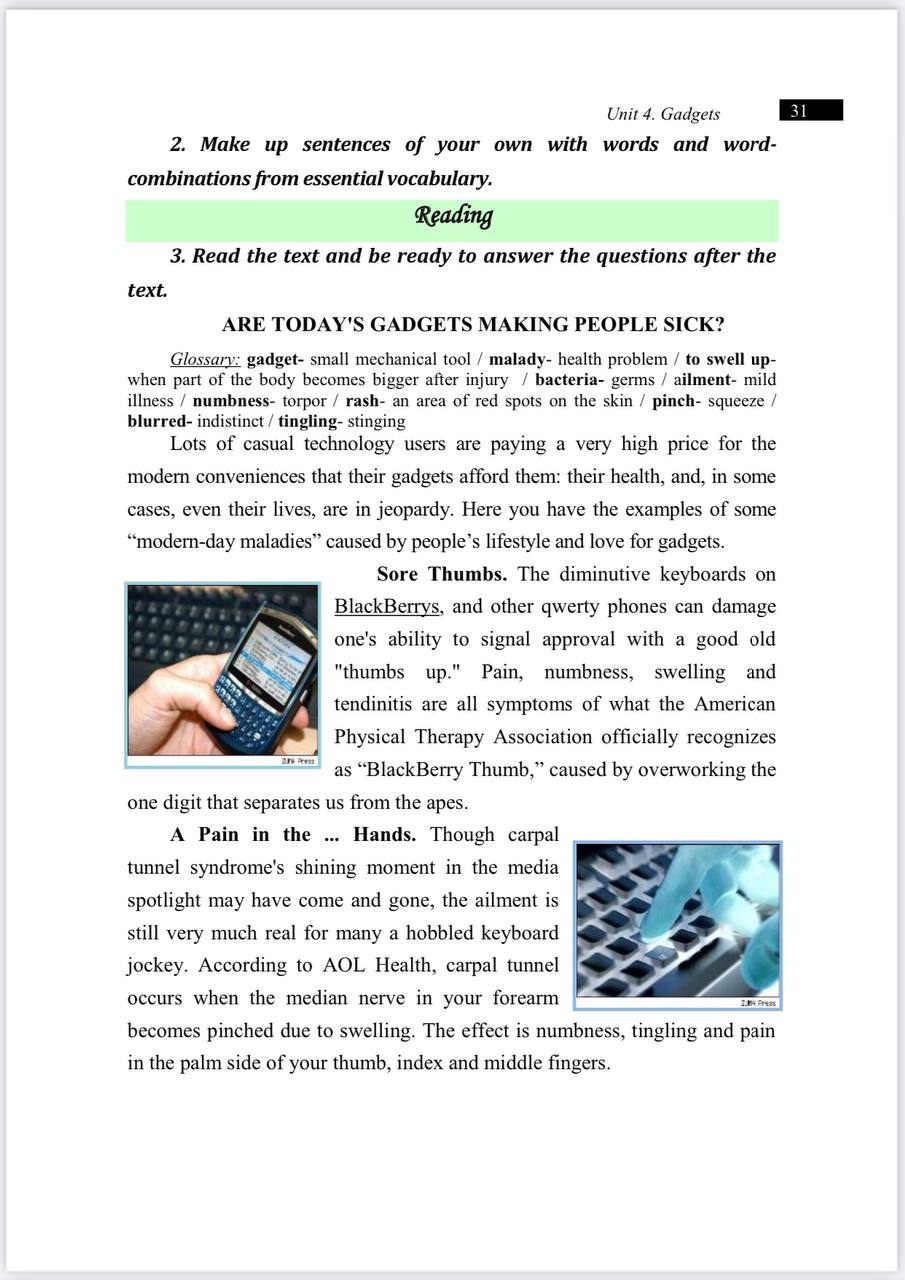 Unit 4. Gadgets 31
2. Make up sentences of your own with words and word-
combinations from essential vocabulary.
Reading
3. Read the text and be ready to answer the questions after the
text.
ARE TODAY'S GADGETS MAKING PEOPLE SICK?
Glossary: gadget- small mechanical tool / malady- health problem / to swell up-
when part of the body becomes bigger after injury / bacteria- germs / ailment- mild
illness / numbness- torpor / rash- an area of red spots on the skin / pinch- squeeze /
blurred- indistinct / tingling- stinging
Lots of casual technology users are paying a very high price for the
modern conveniences that their gadgets afford them: their health, and, in some
cases, even their lives, are in jeopardy. Here you have the examples of some
“modern-day maladies” caused by people’s lifestyle and love for gadgets.
Sore Thumbs. The diminutive keyboards on
BlackBerrys, and other qwerty phones can damage
one's ability to signal approval with a good old
"thumbs up." Pain, numbness, swelling and
tendinitis are all symptoms of what the American
Physical Therapy Association officially recognizes
ZUMA Press
as “BlackBerry Thumb,” caused by overworking the
one digit that separates us from the apes.
A Pain in the ... Hands. Though carpal
tunnel syndrome's shining moment in the media
spotlight may have come and gone, the ailment is
still very much real for many a hobbled keyboard
jockey. According to AOL Health, carpal tunnel
occurs when the median nerve in your forearm
ZUMA Press
becomes pinched due to swelling. The effect is numbness, tingling and pain
in the palm side of your thumb, index and middle fingers.